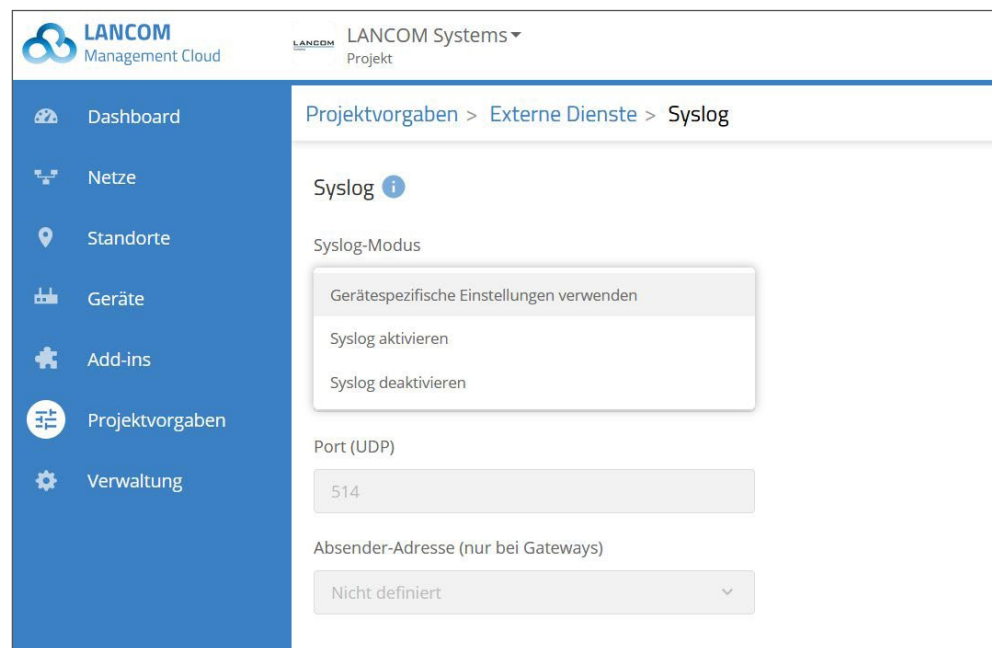 LANCOM
Management Cloud
LANCOM
LANCOM Systems
Projekt
Dashboard
Netze
Standorte
Geräte
Add-ins
Projektvorgaben
Verwaltung
Projektvorgaben > Externe Dienste > Syslog
Syslog i
Syslog-Modus
Gerätespezifische Einstellungen verwenden
Syslog aktivieren
Syslog deaktivieren
Port (UDP)
514
Absender-Adresse (nur bei Gateways)
Nicht definiert